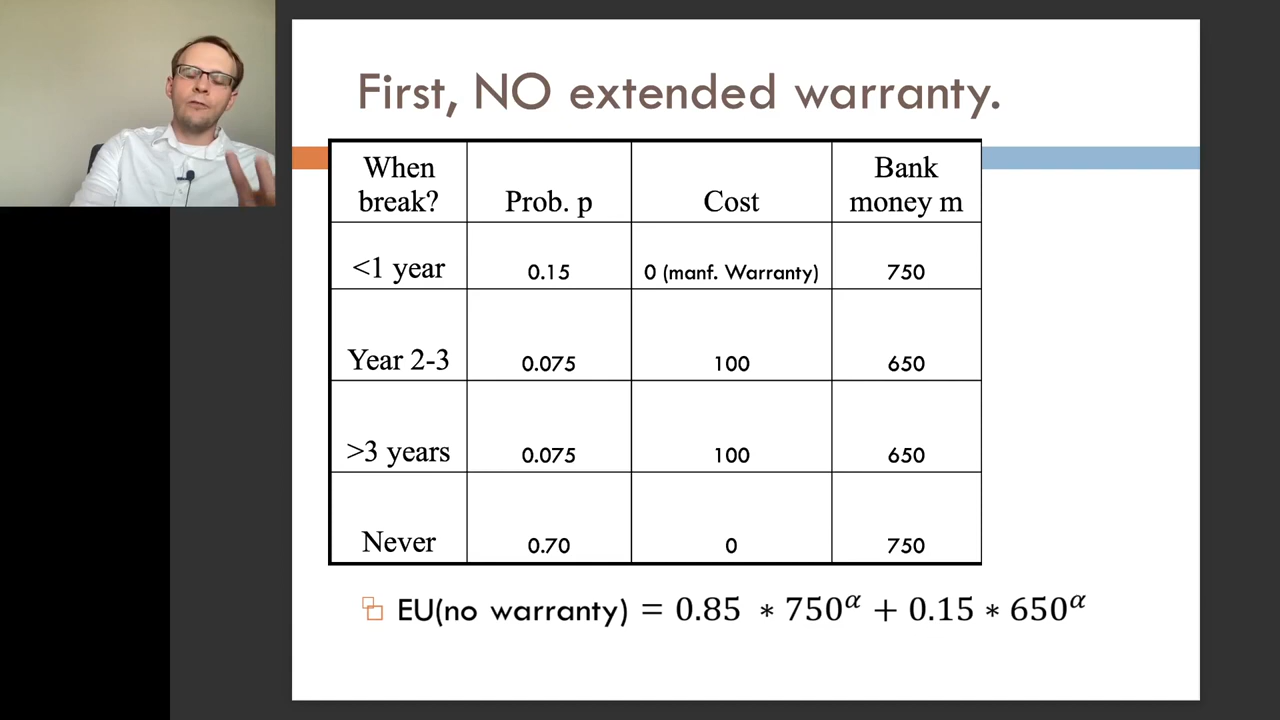 First, NO extended warranty.
When break? Prob. p Cost Bank money m
<1 year 0.15 0 (manf. Warranty) 750
Year 2-3 0.075 100 650
>3 years 0.075 100 650
Never 0.70 0 750
EU(no warranty) = 0.85 * 750^α + 0.15 * 650^α